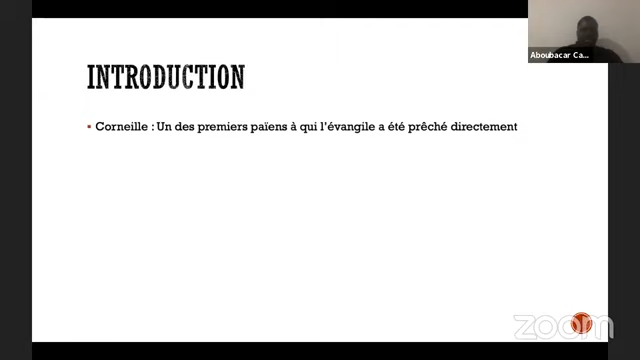 Aboubacar Ca...
INTRODUCTION
▪ Corneille : Un des premiers païens à qui l'évangile a été prêché directement
zoom